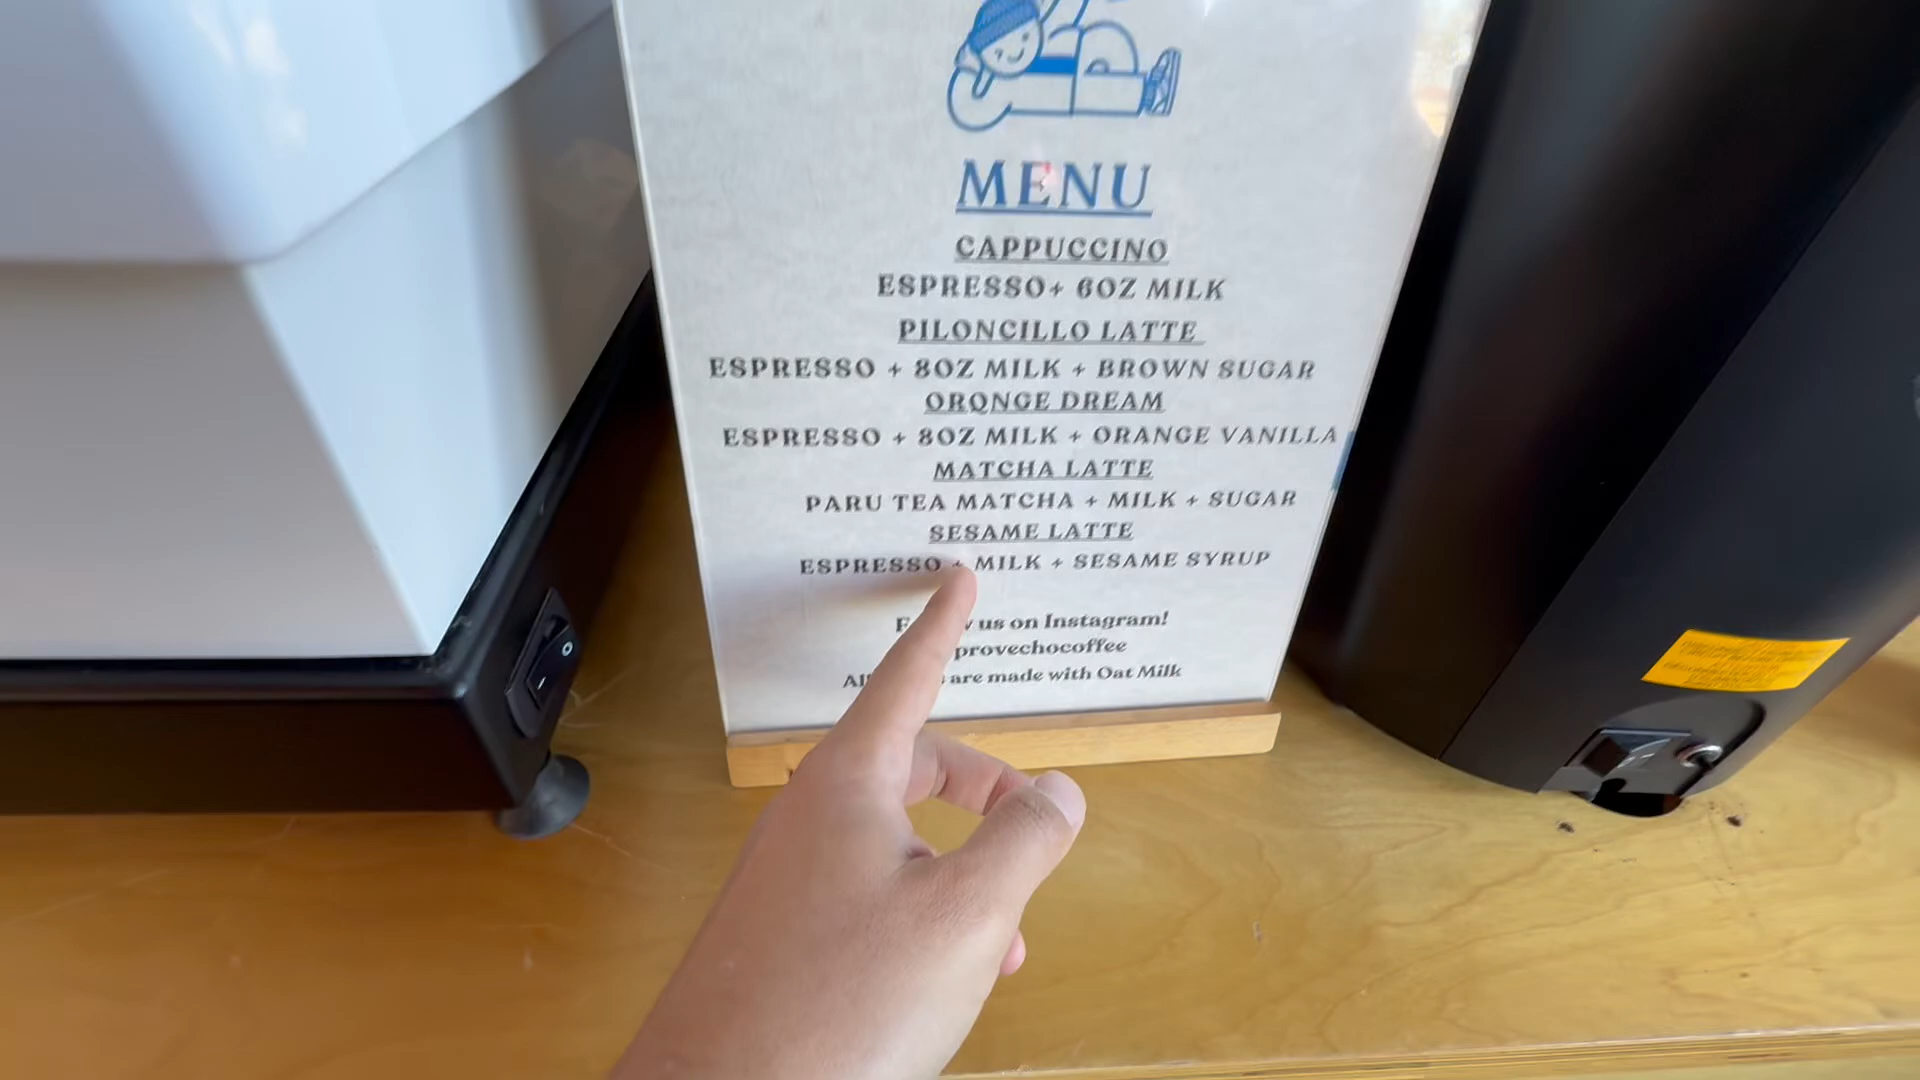 MENU
CAPPUCCINO
ESPRESSO+ 6OZ MILK
PILONCILLO LATTE
ESPRESSO + 8OZ MILK + BROWN SUGAR
ORQNGE DREAM
ESPRESSO + 8OZ MILK + ORANGE VANILLA
MATCHA LATTE
PARU TEA MATCHA + MILK + SUGAR
SESAME LATTE
ESPRESSO + MILK + SESAME SYRUP
us on Instagram!
provechocoffee
are made with Oat Milk